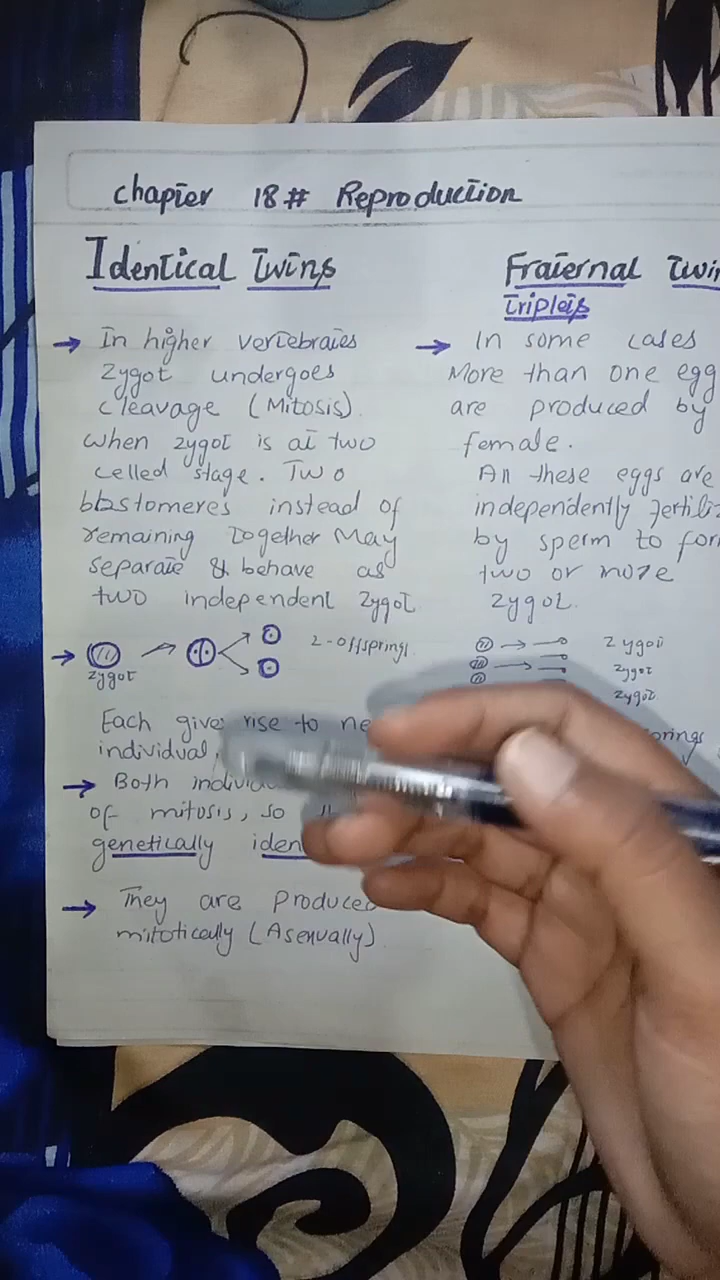 Chapter 18# Reproduction
Identical Twins
→ In higher vertebrates
Zygot undergoes
cleavage (Mitosis).
when zygot is at two
celled stage. Two
blastomeres instead of
remaining together May
separate & behave as
two independent Zygot
→
zygot
2-offsprings
Each gives rise to
individual
→ Both
of mitosis, so
genetically
→ They are Produced
mitotically (Asexually)
Fraternal
Triplets
→ In some cases
More than one egg
are produced by
female.
All these eggs are
independently
by sperm to
two or more
zygot.
Zygot
zygot
zygot